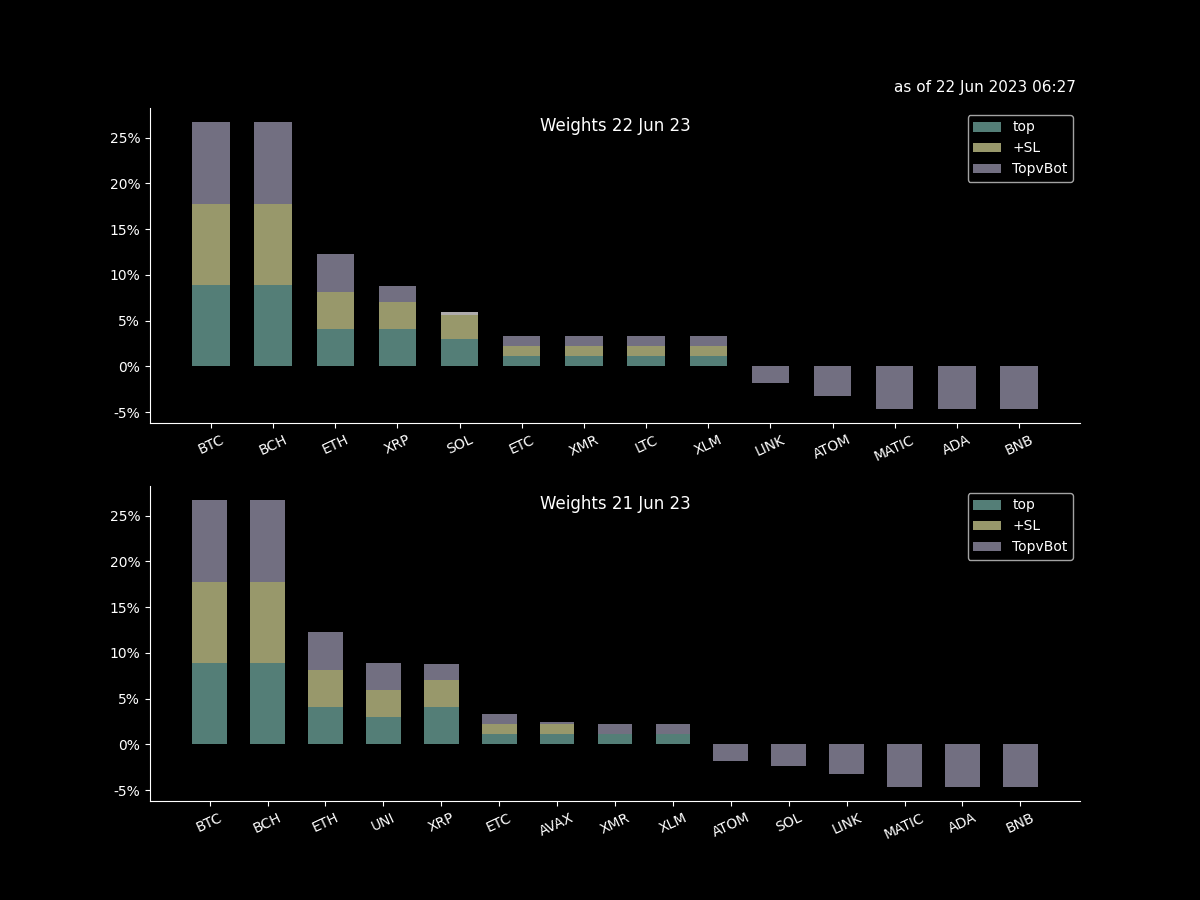 as of 22 Jun 2023 06:27
Weights 22 Jun 23
top
+SL
TopvBot
25%
20%
15%
10%
5%
0%
-5%
BTC BCH ETH XRP SOL ETC XMR LTC XLM LINK ATOM MATIC ADA BNB
Weights 21 Jun 23
top
+SL
TopvBot
25%
20%
15%
10%
5%
0%
-5%
BTC BCH ETH UNI XRP ETC AVAX XMR XLM ATOM SOL LINK MATIC ADA BNB